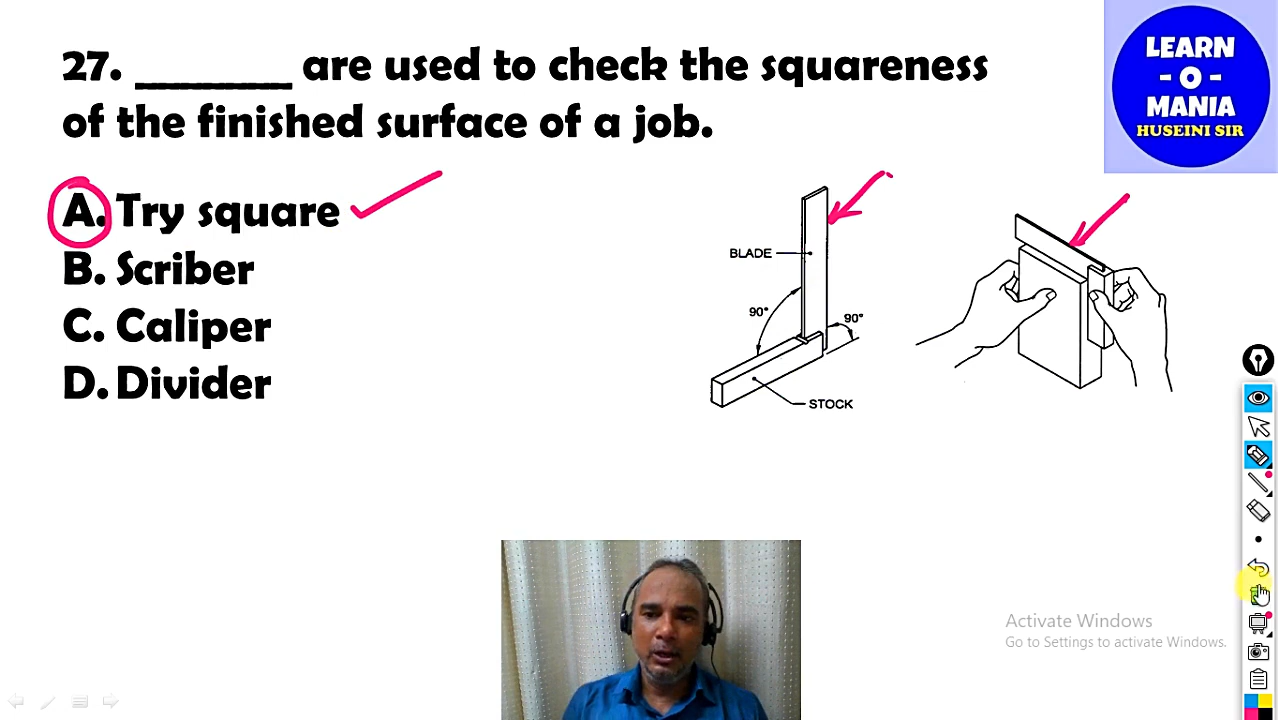 27. ________ are used to check the squareness
of the finished surface of a job.
A. Try square
B. Scriber
C. Caliper
D. Divider
BLADE
90°
90°
STOCK
LEARN
- O -
MANIA
HUSEINI SIR
Activate Windows
Go to Settings to activate Windows.